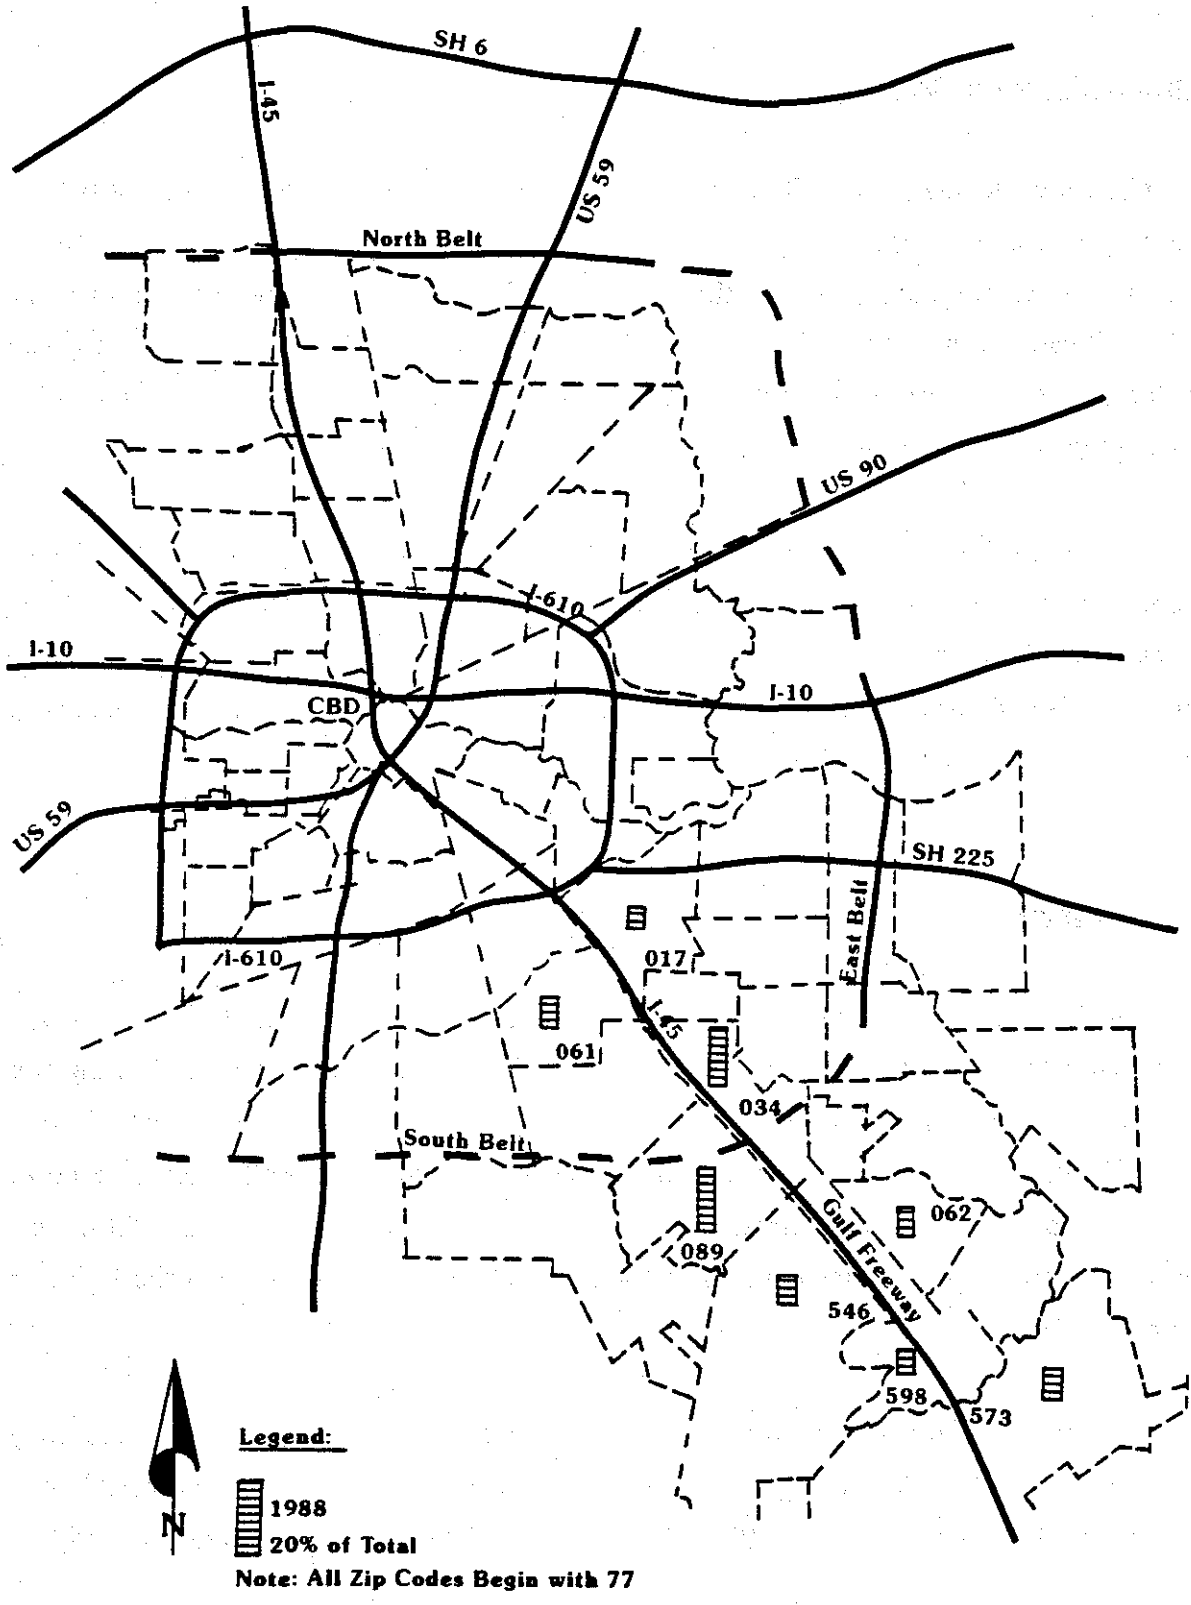 SH 6
I-45
US 59
North Belt
US 90
I-610
I-10
I-10
CBD
US 59
SH 225
East Belt
I-610
017
I-45
061
034
South Belt
062
089
Gulf Freeway
546
598
573
Legend:
1988
20% of Total
N
Note: All Zip Codes Begin with 77